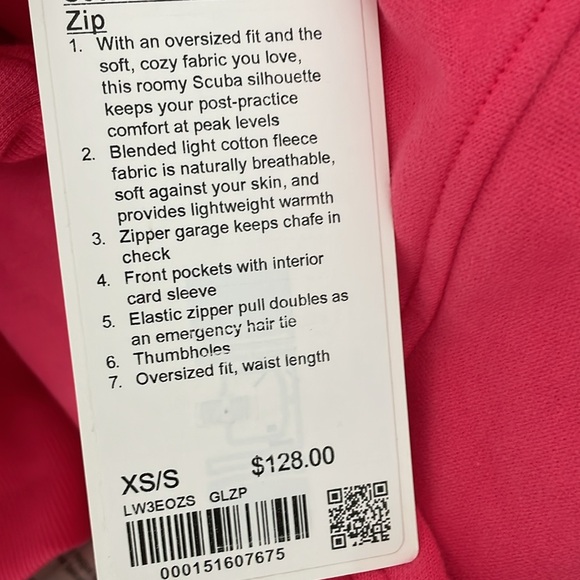 Zip
1. With an oversized fit and the
soft, cozy fabric you love,
this roomy Scuba silhouette
keeps your post-practice
comfort at peak levels
2. Blended light cotton fleece
fabric is naturally breathable,
soft against your skin, and
provides lightweight warmth
3. Zipper garage keeps chafe in
check
4. Front pockets with interior
card sleeve
5. Elastic zipper pull doubles as
an emergency hair tie
6. Thumbholes
7. Oversized fit, waist length
XS/S $128.00
LW3EOZS GLZP
000151607675